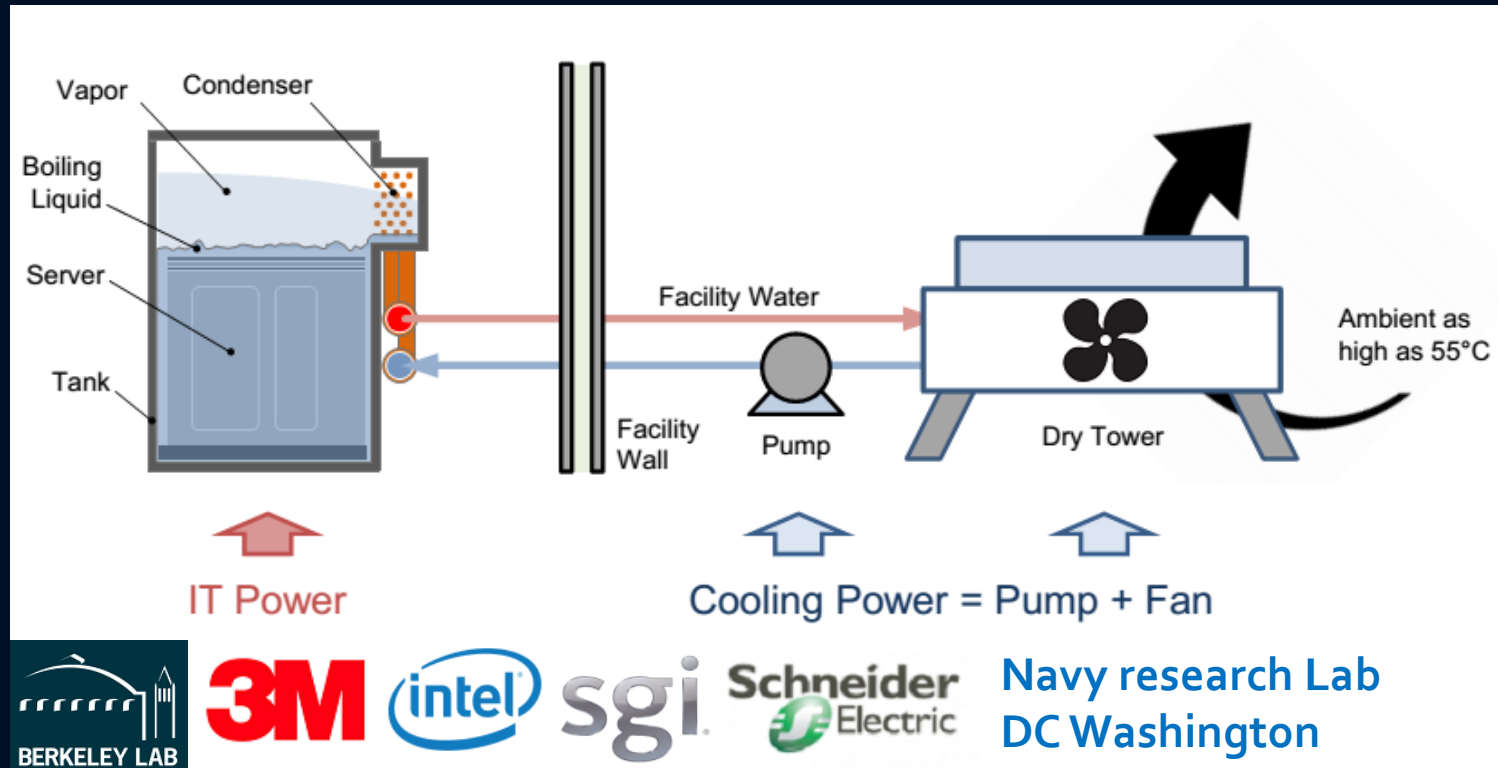 Vapor
Condenser
Boiling
Liquid
Server
Tank
Facility Water
Facility
Wall
Pump
Dry Tower
Ambient as
high as 55°C
IT Power
Cooling Power = Pump + Fan
BERKELEY LAB
3M
intel
sgi
Schneider
Electric
Navy research Lab
DC Washington